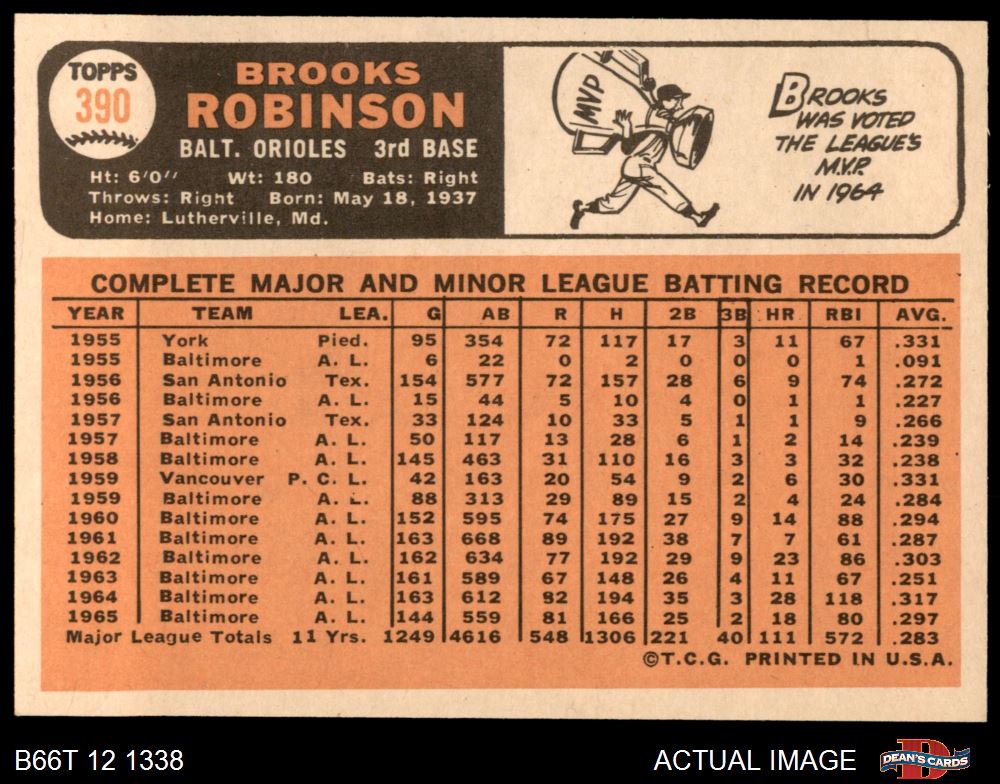 TOPPS
390
BROOKS
ROBINSON
BALT. ORIOLES 3rd BASE
Ht: 6'0" Wt: 180 Bats: Right
Throws: Right Born: May 18, 1937
Home: Lutherville, Md.
MVP
BROOKS
WAS VOTED
THE LEAGUE'S
M.V.P.
IN 1964
COMPLETE MAJOR AND MINOR LEAGUE BATTING RECORD
YEAR TEAM LEA. G AB R H 2B 3B HR RBI AVG.
1955 York Pied. 95 354 72 117 17 3 11 67 .331
1955 Baltimore A. L. 6 22 0 2 0 0 0 1 .091
1956 San Antonio Tex. 154 577 72 157 28 6 9 74 .272
1956 Baltimore A. L. 15 44 5 10 4 0 1 1 .227
1957 San Antonio Tex. 33 124 10 33 5 1 1 9 .266
1957 Baltimore A. L. 50 117 13 28 6 1 2 14 .239
1958 Baltimore A. L. 145 463 31 110 16 3 3 32 .238
1959 Vancouver P. C. L. 42 163 20 54 9 2 6 30 .331
1959 Baltimore A. L. 88 313 29 89 15 2 4 24 .284
1960 Baltimore A. L. 152 595 74 175 27 9 14 88 .294
1961 Baltimore A. L. 163 668 89 192 38 7 7 61 .287
1962 Baltimore A. L. 162 634 77 192 29 9 23 86 .303
1963 Baltimore A. L. 161 589 67 148 26 4 11 67 .251
1964 Baltimore A. L. 163 612 82 194 35 3 28 118 .317
1965 Baltimore A. L. 144 559 81 166 25 2 18 80 .297
Major League Totals 11 Yrs. 1249 4616 548 1306 221 40 111 572 .283
©T.C.G. PRINTED IN U.S.A.
B66T 12 1338 ACTUAL IMAGE DEAN'S CARDS